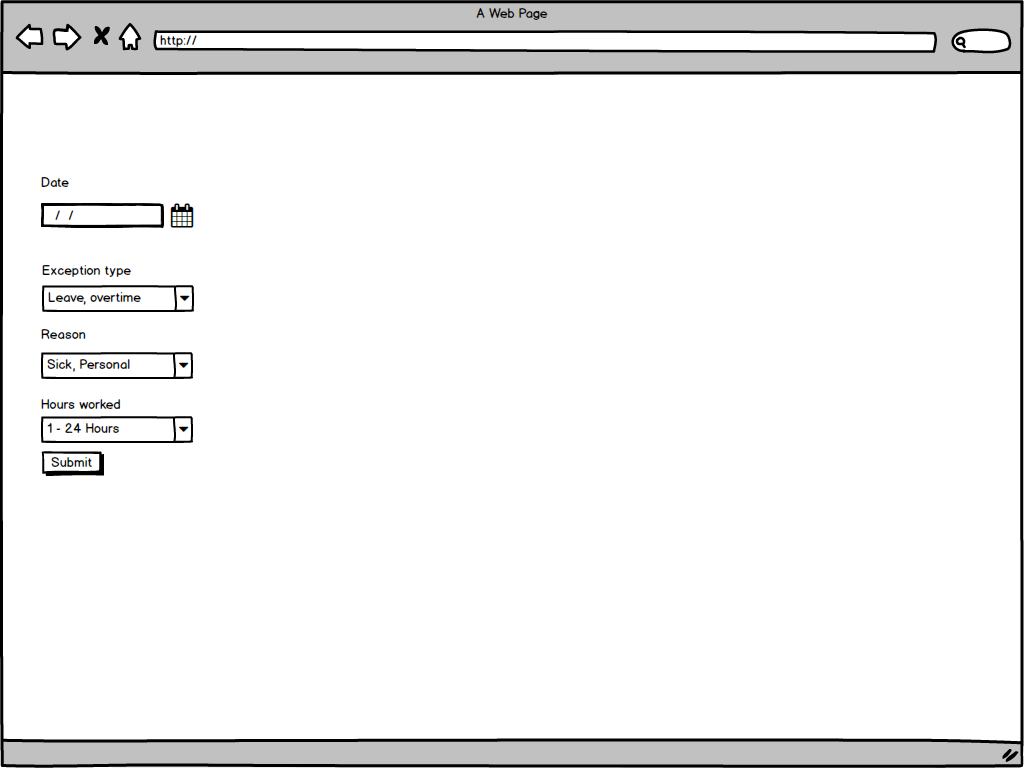 A Web Page
http://
Date
/ /
Exception type
Leave, overtime
Reason
Sick, Personal
Hours worked
1 - 24 Hours
Submit